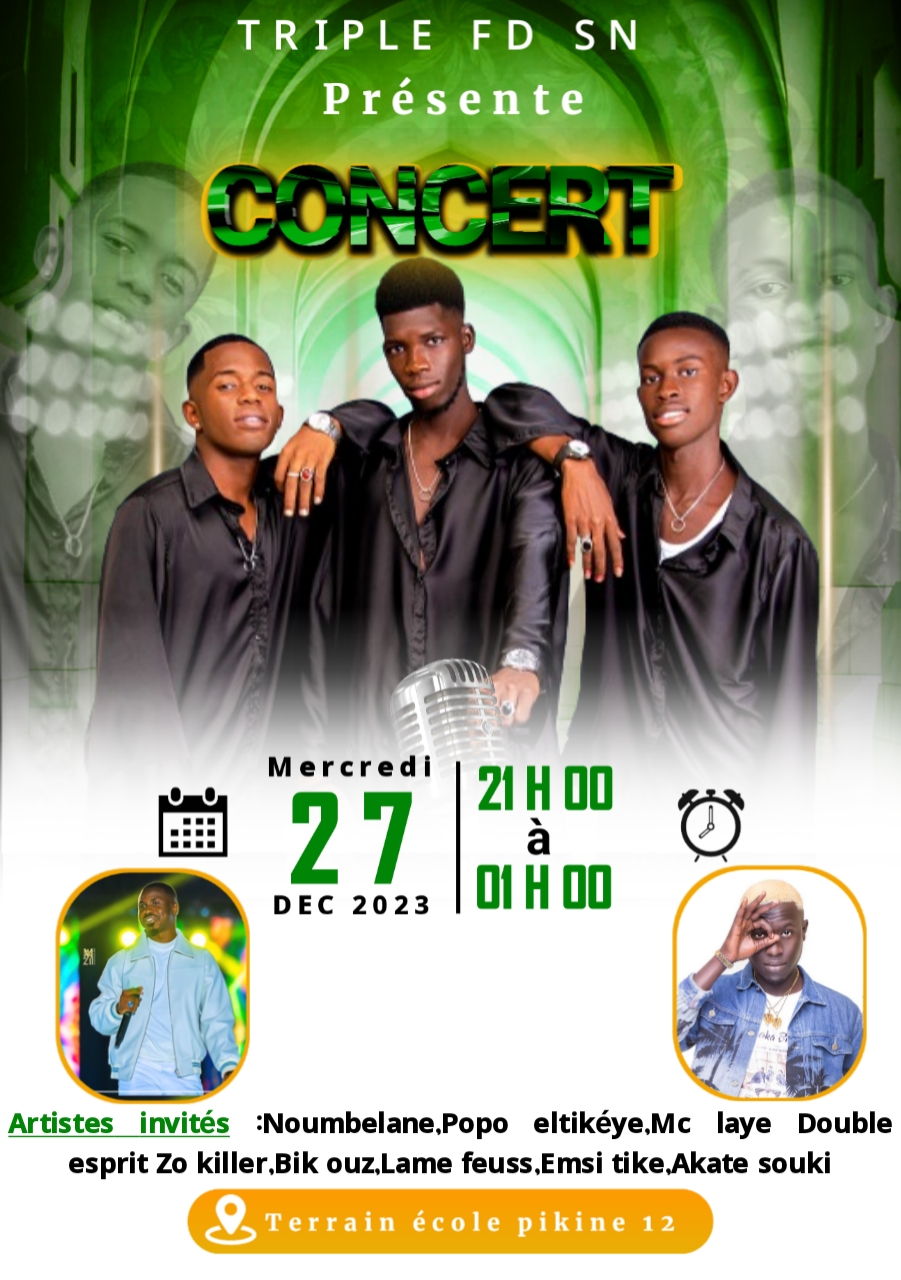 TRIPLE FD SN
Présente
CONCERT
Mercredi
27
DEC 2023
21 H 00
à
01 H 00
Artistes invités :Noumbelane,Popo eltikéye,Mc laye Double
esprit Zo killer,Bik ouz,Lame feuss,Emsi tike,Akate souki
Terrain école pikine 12